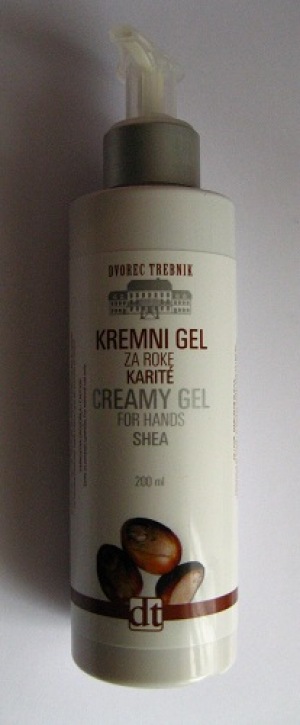 DVOREC TREBNIK
KREMNI GEL
ZA ROKE
KARITÉ
CREAMY GEL
FOR HANDS
SHEA
200 ml
dt